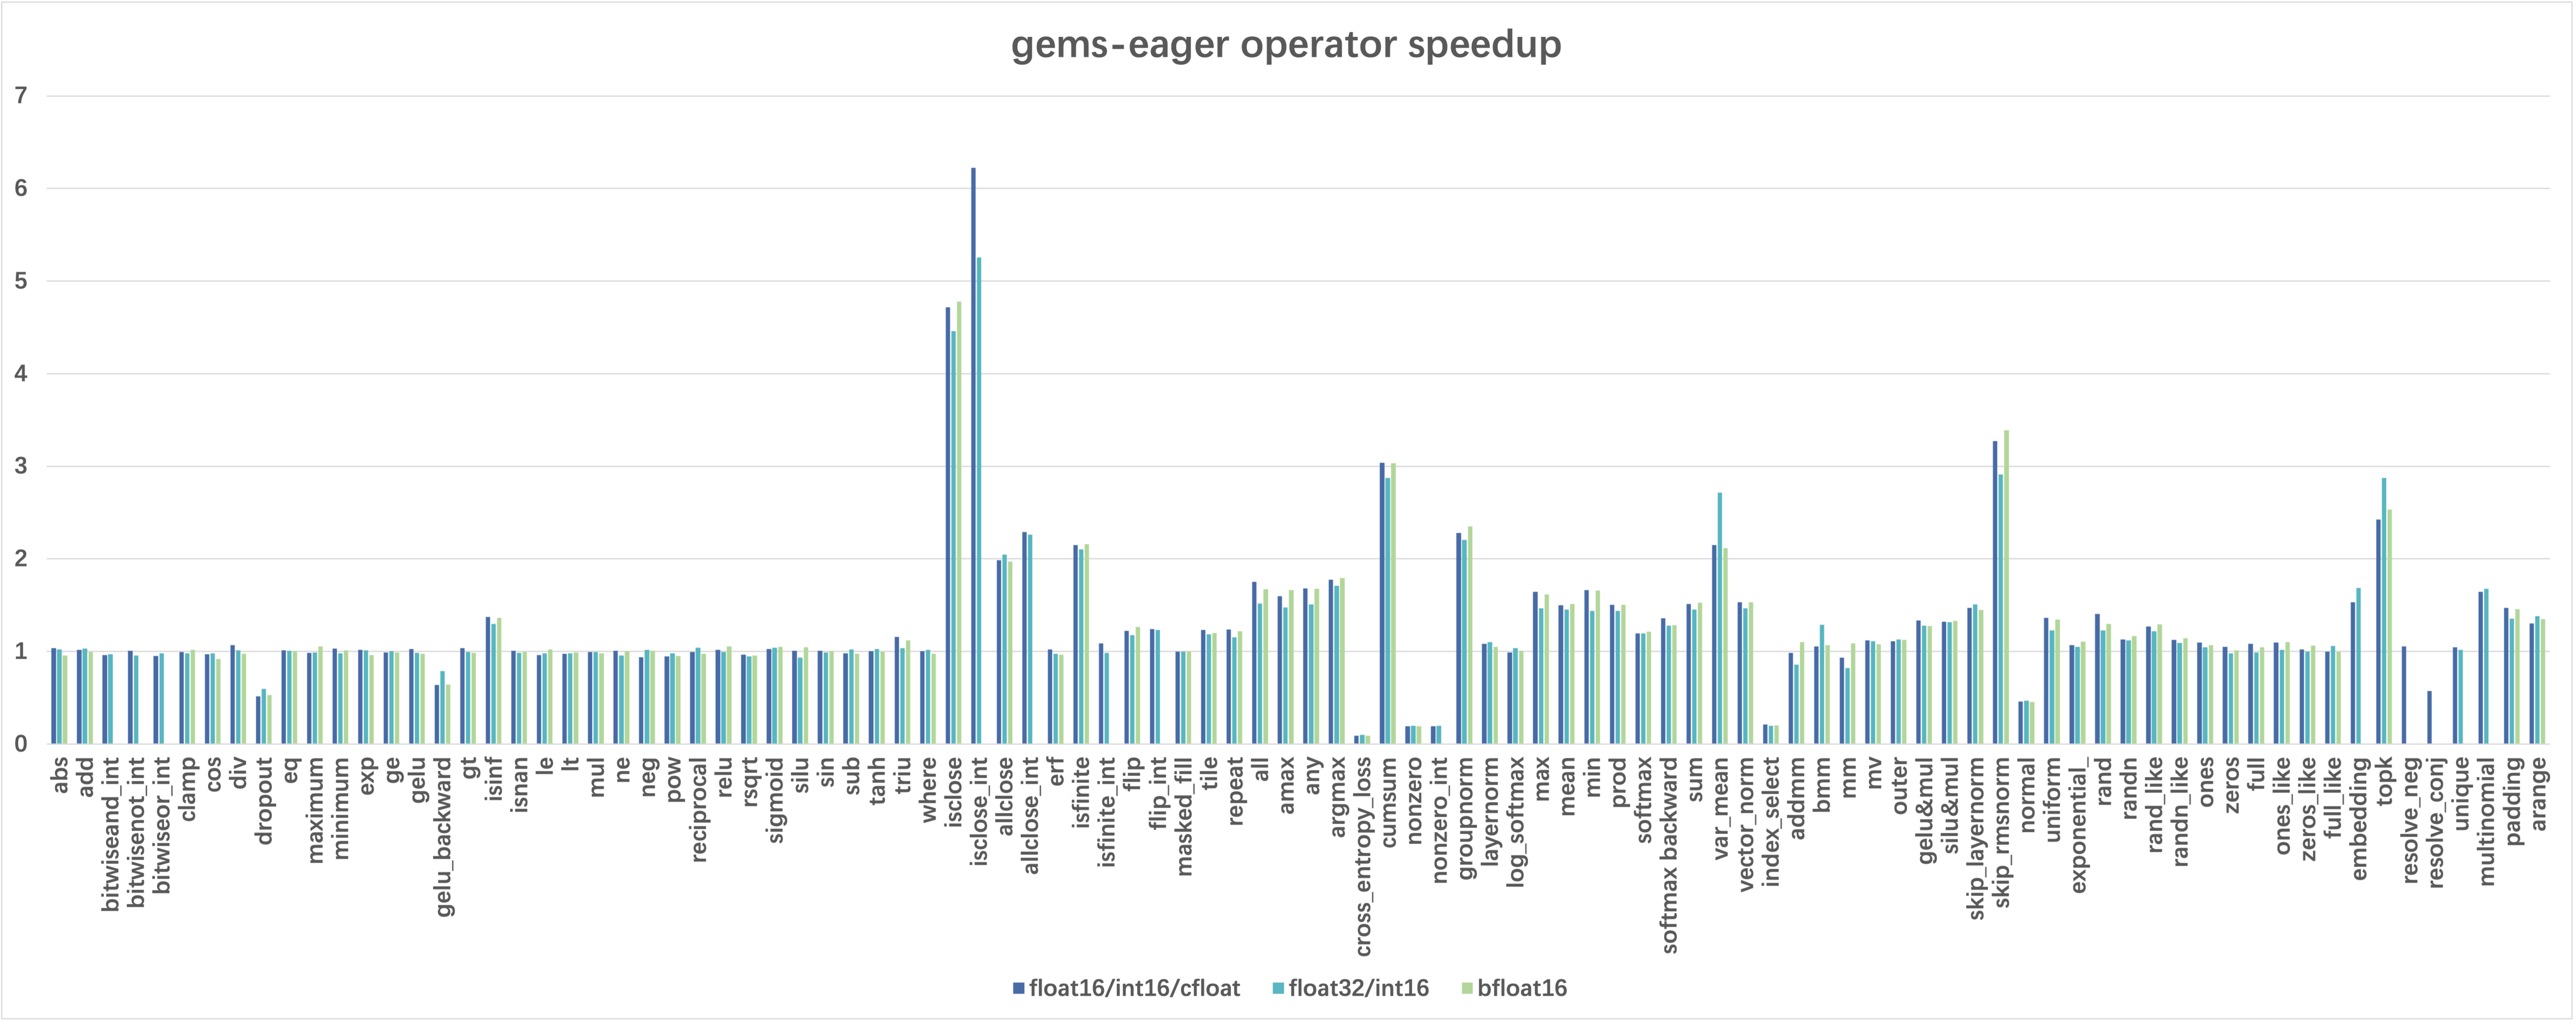 gems-eager operator speedup
7
6
5
4
3
2
1
0
abs
add
bitwiseand_int
bitwisenot_int
bitwiseor_int
clamp
cos
div
dropout
eq
maximum
minimum
exp
ge
gelu
gelu_backward
gt
isinf
isnan
le
lt
mul
ne
neg
pow
reciprocal
relu
rsqrt
sigmoid
silu
sin
sub
tanh
triu
where
isclose
isclose_int
allclose
allclose_int
erf
isfinite
isfinite_int
flip
flip_int
masked_fill
tile
repeat
all
amax
any
argmax
cross_entropy_loss
cumsum
nonzero
nonzero_int
groupnorm
layernorm
log_softmax
max
mean
min
prod
softmax
softmax backward
sum
var_mean
vector_norm
index_select
addmm
bmm
mm
mv
outer
gelu&mul
silu&mul
skip_layernorm
skip_rmsnorm
normal
uniform
exponential_
rand
randn
rand_like
randn_like
ones
zeros
full
ones_like
zeros_like
full_like
embedding
topk
resolve_neg
resolve_conj
unique
multinomial
padding
arange
float16/int16/cfloat
float32/int16
bfloat16